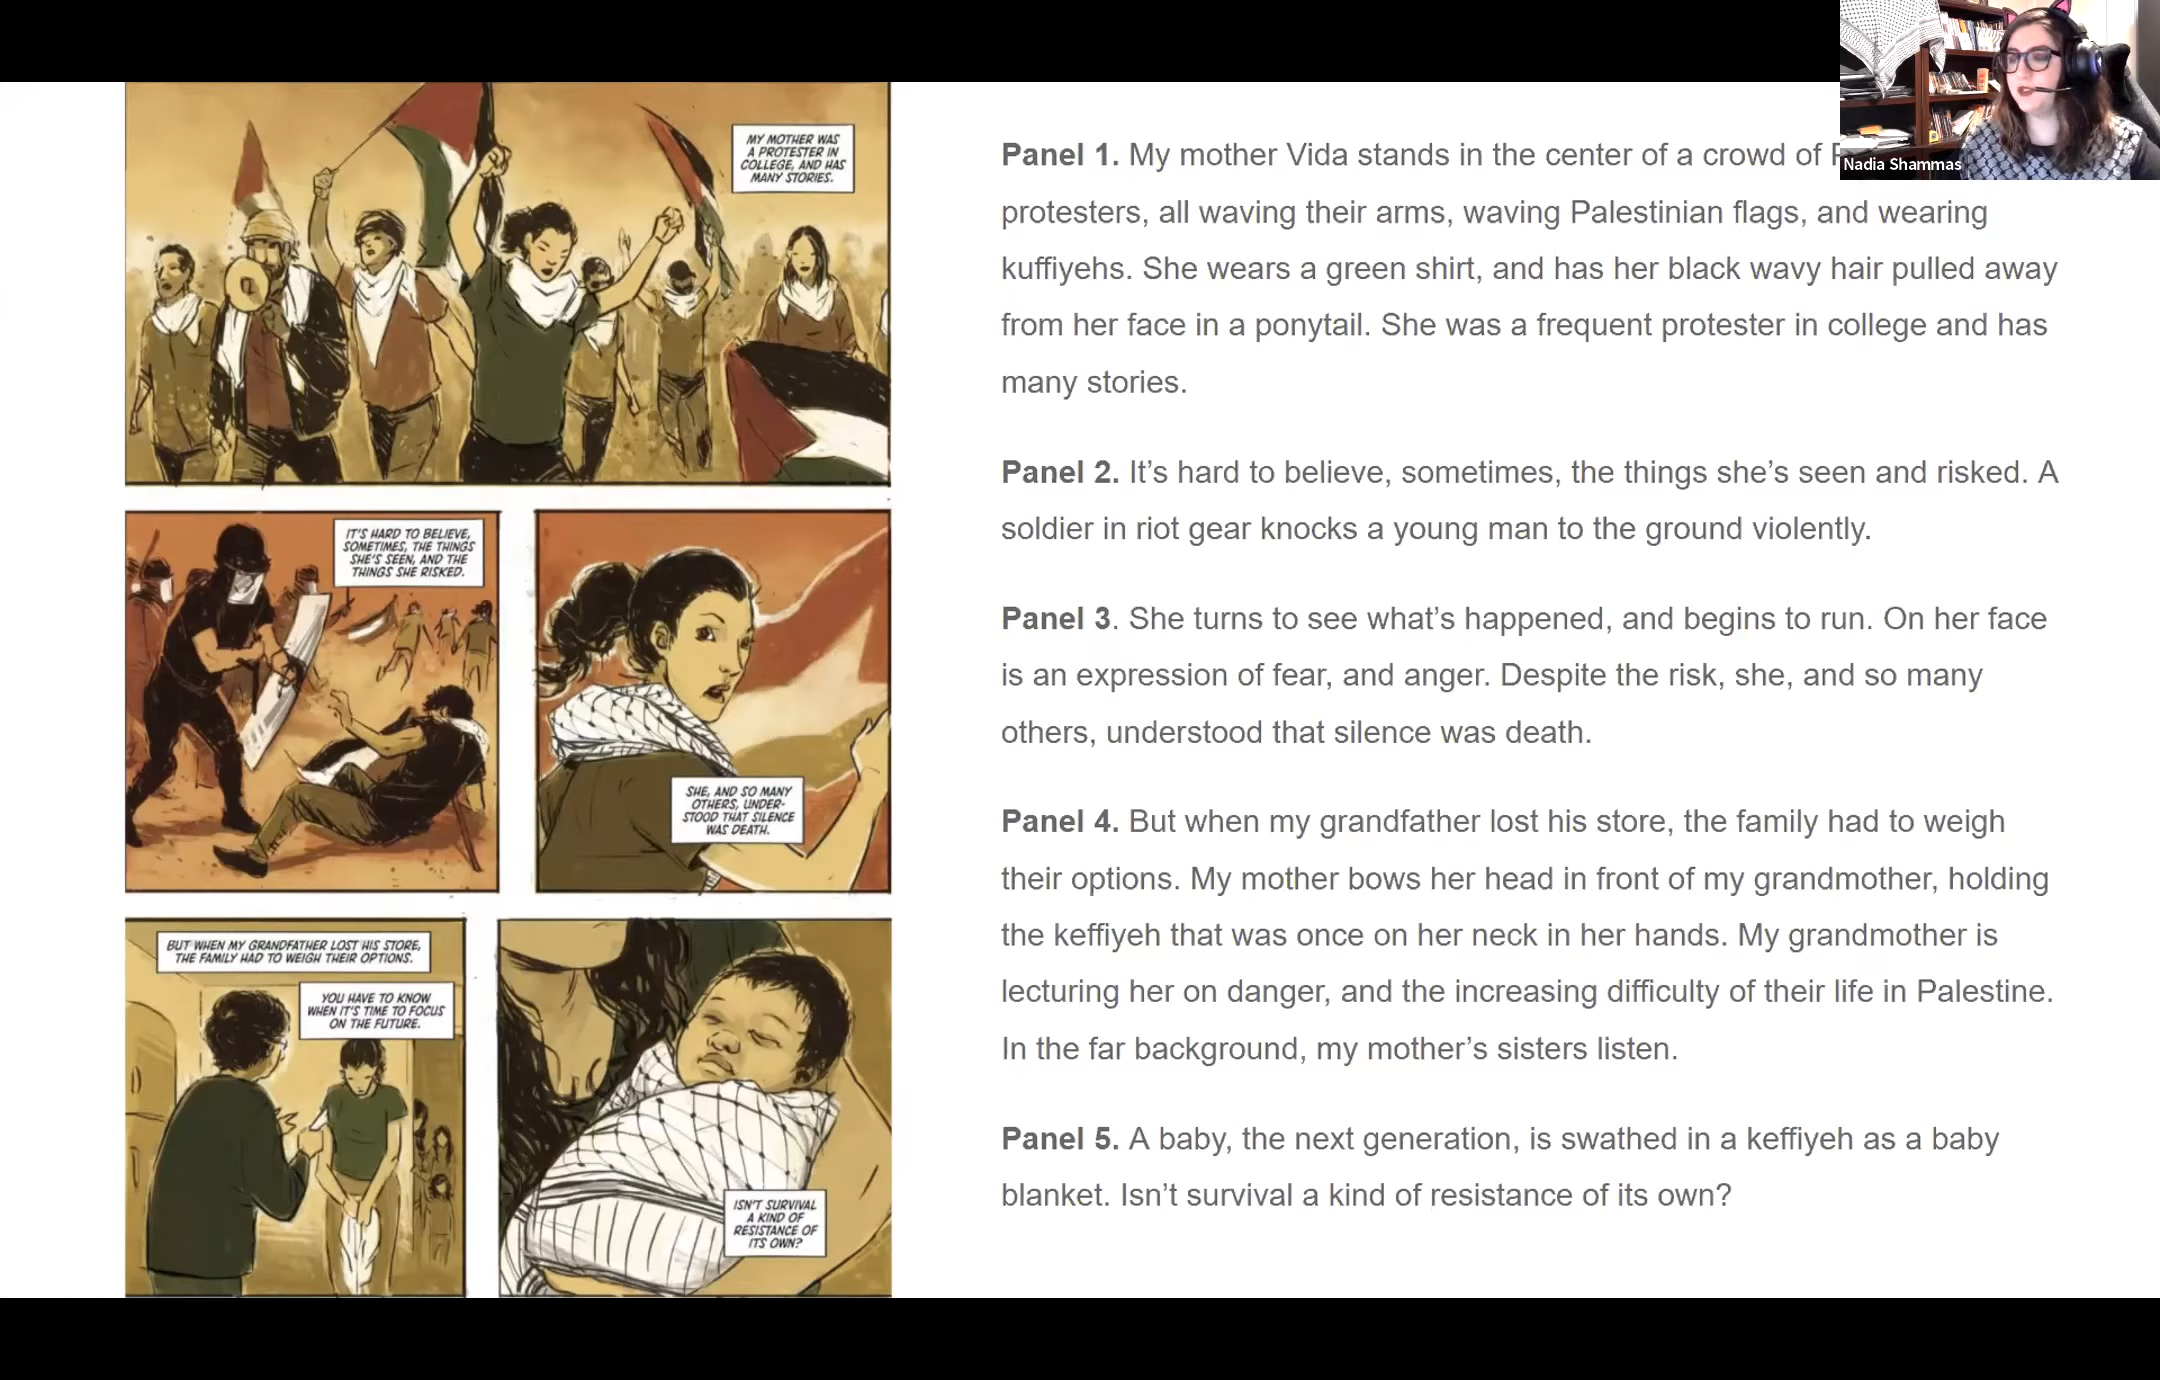 MY MOTHER WAS
A PROTESTER IN
COLLEGE, AND HAS
MANY STORIES.
IT'S HARD TO BELIEVE,
SOMETIMES, THE THINGS
SHE'S SEEN, AND THE
THINGS SHE RISKED.
SHE, AND SO MANY
OTHERS, UNDER-
STOOD THAT SILENCE
WAS DEATH.
BUT WHEN MY GRANDFATHER LOST HIS STORE,
THE FAMILY HAD TO WEIGH THEIR OPTIONS.
YOU HAVE TO KNOW
WHEN IT'S TIME TO FOCUS
ON THE FUTURE.
ISN'T SURVIVAL
A KIND OF
RESISTANCE OF
ITS OWN?
Panel 1. My mother Vida stands in the center of a crowd of
protesters, all waving their arms, waving Palestinian flags, and wearing
kuffiyehs. She wears a green shirt, and has her black wavy hair pulled away
from her face in a ponytail. She was a frequent protester in college and has
many stories.
Panel 2. It’s hard to believe, sometimes, the things she’s seen and risked. A
soldier in riot gear knocks a young man to the ground violently.
Panel 3. She turns to see what’s happened, and begins to run. On her face
is an expression of fear, and anger. Despite the risk, she, and so many
others, understood that silence was death.
Panel 4. But when my grandfather lost his store, the family had to weigh
their options. My mother bows her head in front of my grandmother, holding
the keffiyeh that was once on her neck in her hands. My grandmother is
lecturing her on danger, and the increasing difficulty of their life in Palestine.
In the far background, my mother’s sisters listen.
Panel 5. A baby, the next generation, is swathed in a keffiyeh as a baby
blanket. Isn’t survival a kind of resistance of its own?
Nadia Shammas